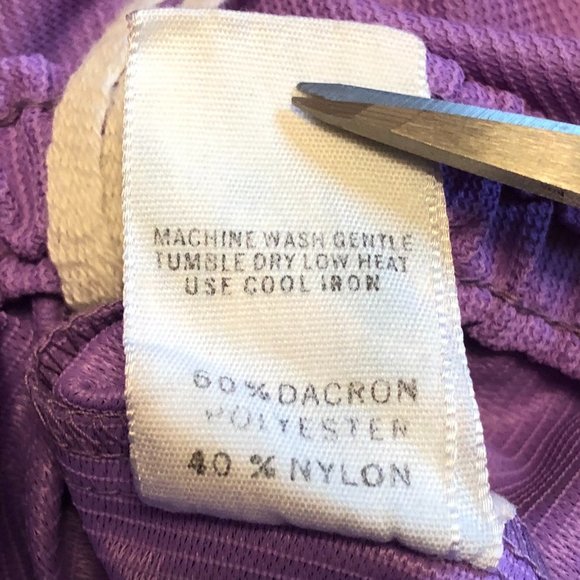 MACHINE WASH GENTLE
TUMBLE DRY LOW HEAT
USE COOL IRON
60% DACRON
POLYESTER
40 % NYLON